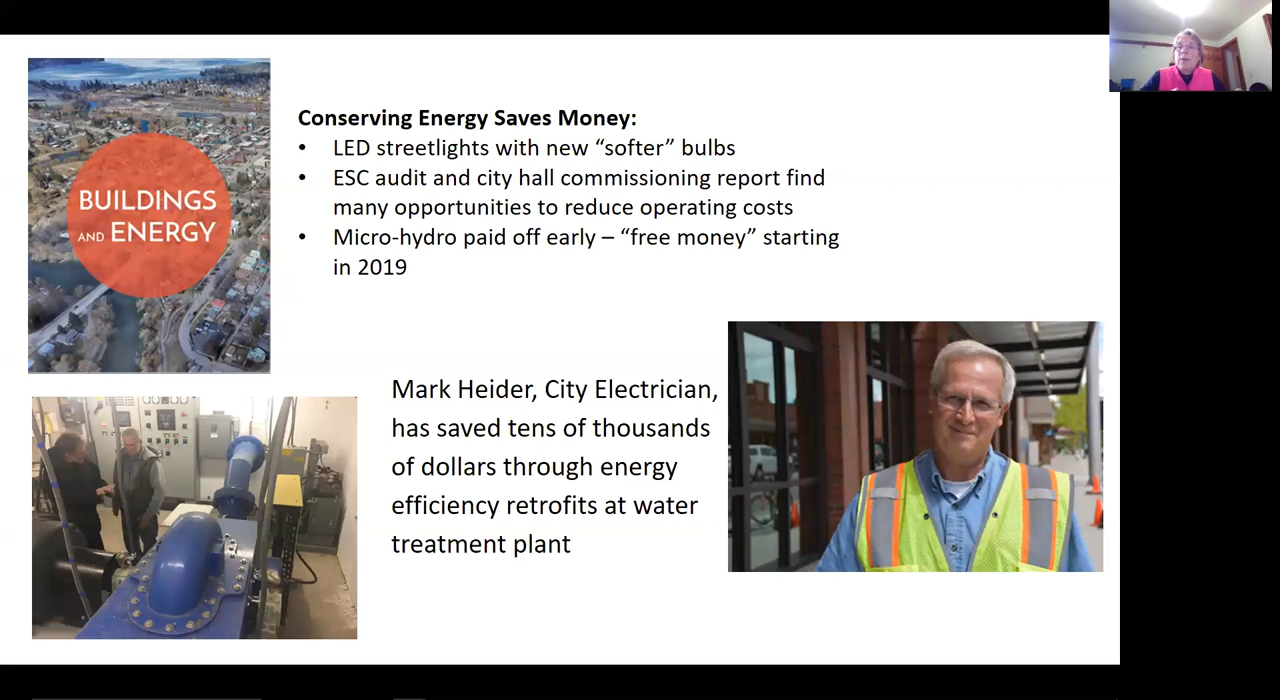 BUILDINGS
AND ENERGY
Conserving Energy Saves Money:
• LED streetlights with new “softer” bulbs
• ESC audit and city hall commissioning report find
many opportunities to reduce operating costs
• Micro-hydro paid off early – “free money” starting
in 2019
Mark Heider, City Electrician,
has saved tens of thousands
of dollars through energy
efficiency retrofits at water
treatment plant